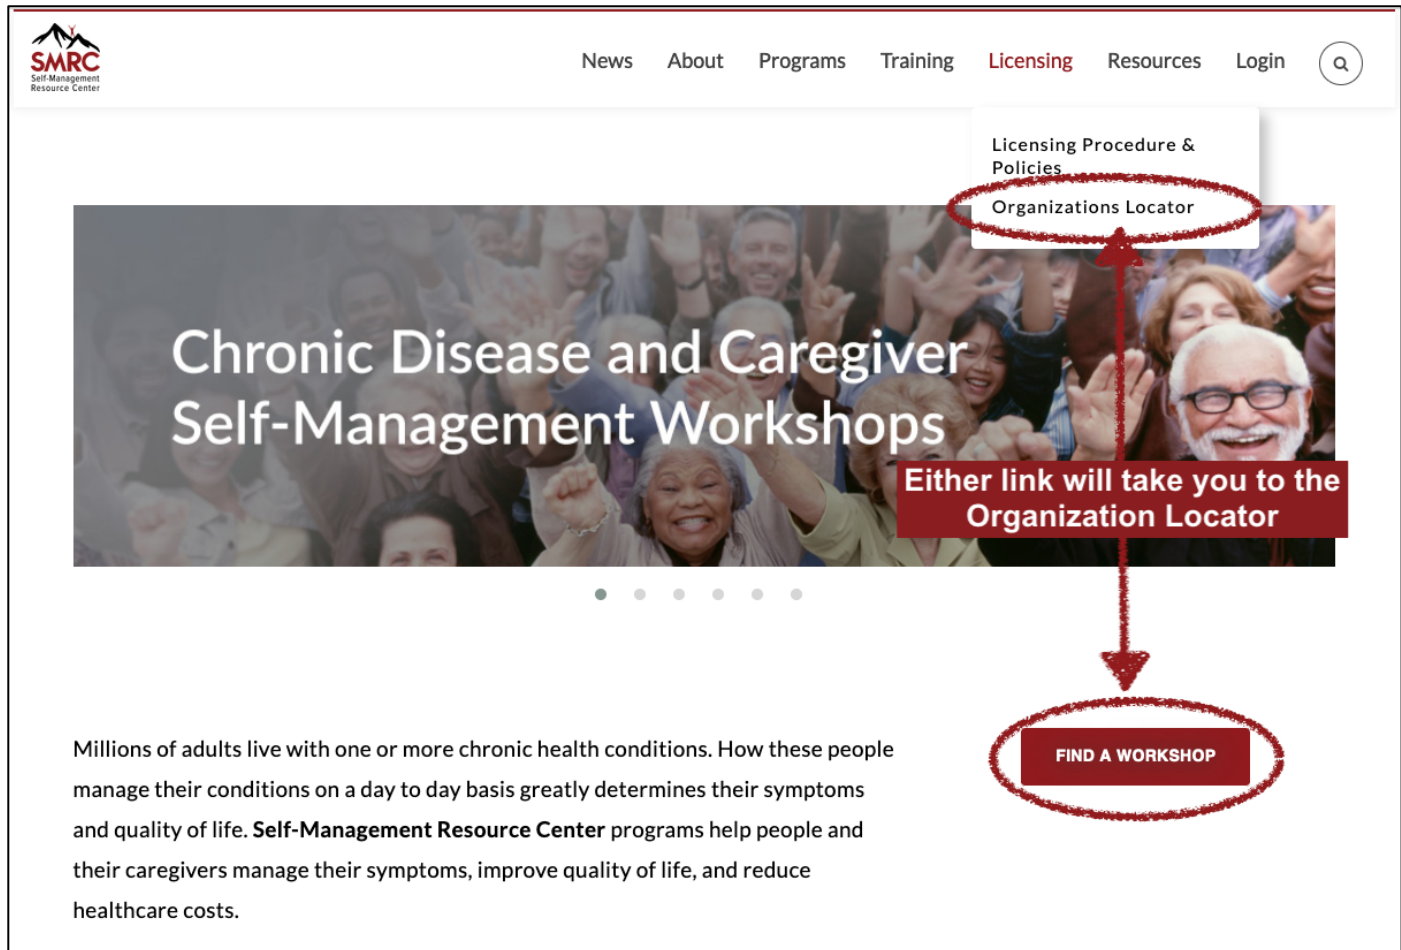 SMRC
Self-Management
Resource Center
News About Programs Training Licensing Resources Login
Licensing Procedure &
Policies
Organizations Locator
Chronic Disease and Caregiver
Self-Management Workshops
Either link will take you to the
Organization Locator
FIND A WORKSHOP
Millions of adults live with one or more chronic health conditions. How these people
manage their conditions on a day to day basis greatly determines their symptoms
and quality of life. Self-Management Resource Center programs help people and
their caregivers manage their symptoms, improve quality of life, and reduce
healthcare costs.